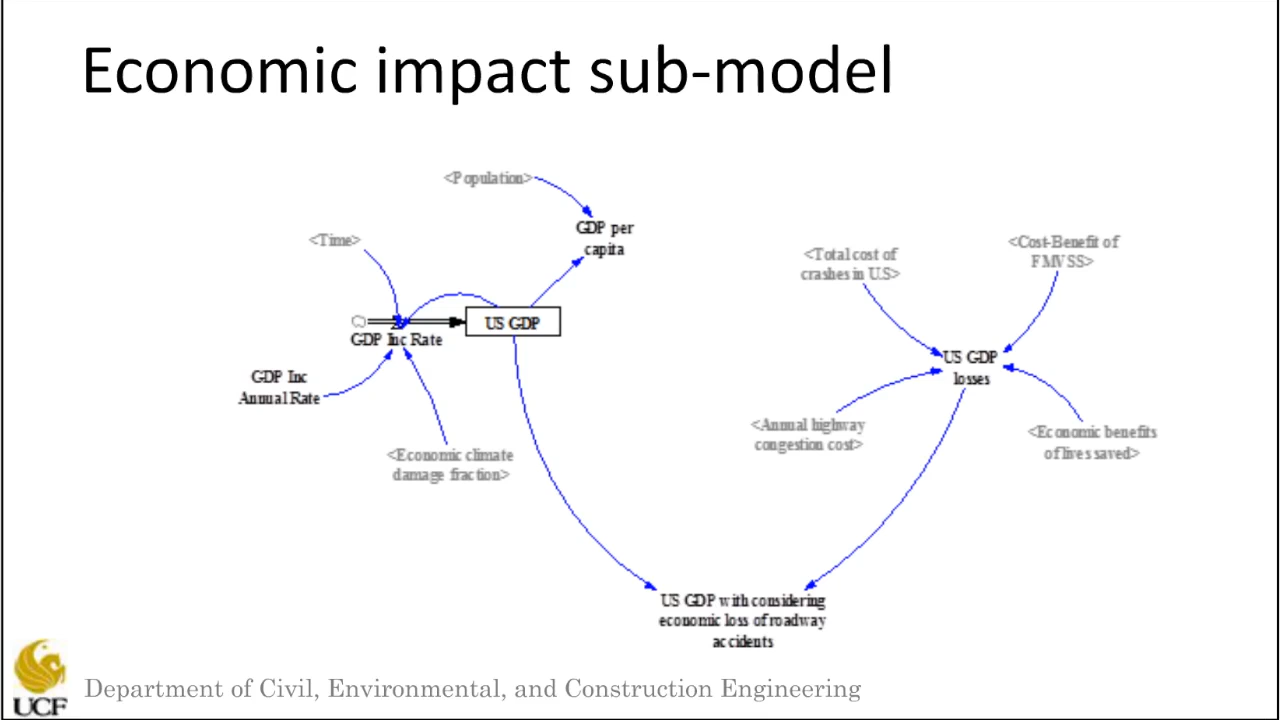 Economic impact sub-model
<Population>
GDP per
capita
<Time>
<Total cost of
crashes in U.S>
<Cost-Benefit of
FMVSS>
US GDP
GDP Inc Rate
US GDP
losses
GDP Inc
Annual Rate
<Annual highway
congestion cost>
<Economic benefits
of lives saved>
<Economic climate
damage fraction>
US GDP with considering
economic loss of roadway
accidents
Department of Civil, Environmental, and Construction Engineering
UCF